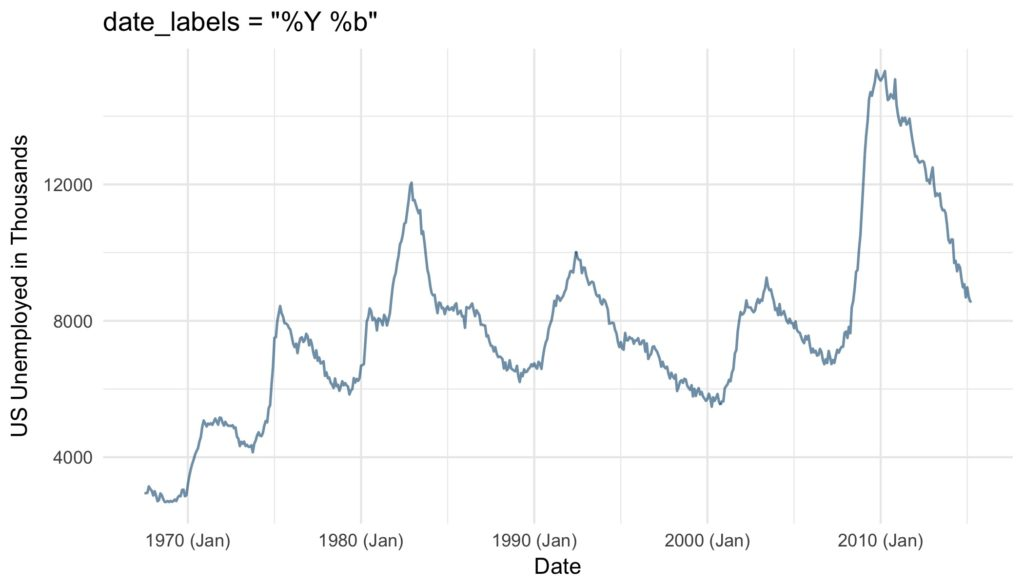 date_labels = "%Y %b"
US Unemployed in Thousands
12000
8000
4000
1970 (Jan)
1980 (Jan)
1990 (Jan)
2000 (Jan)
2010 (Jan)
Date